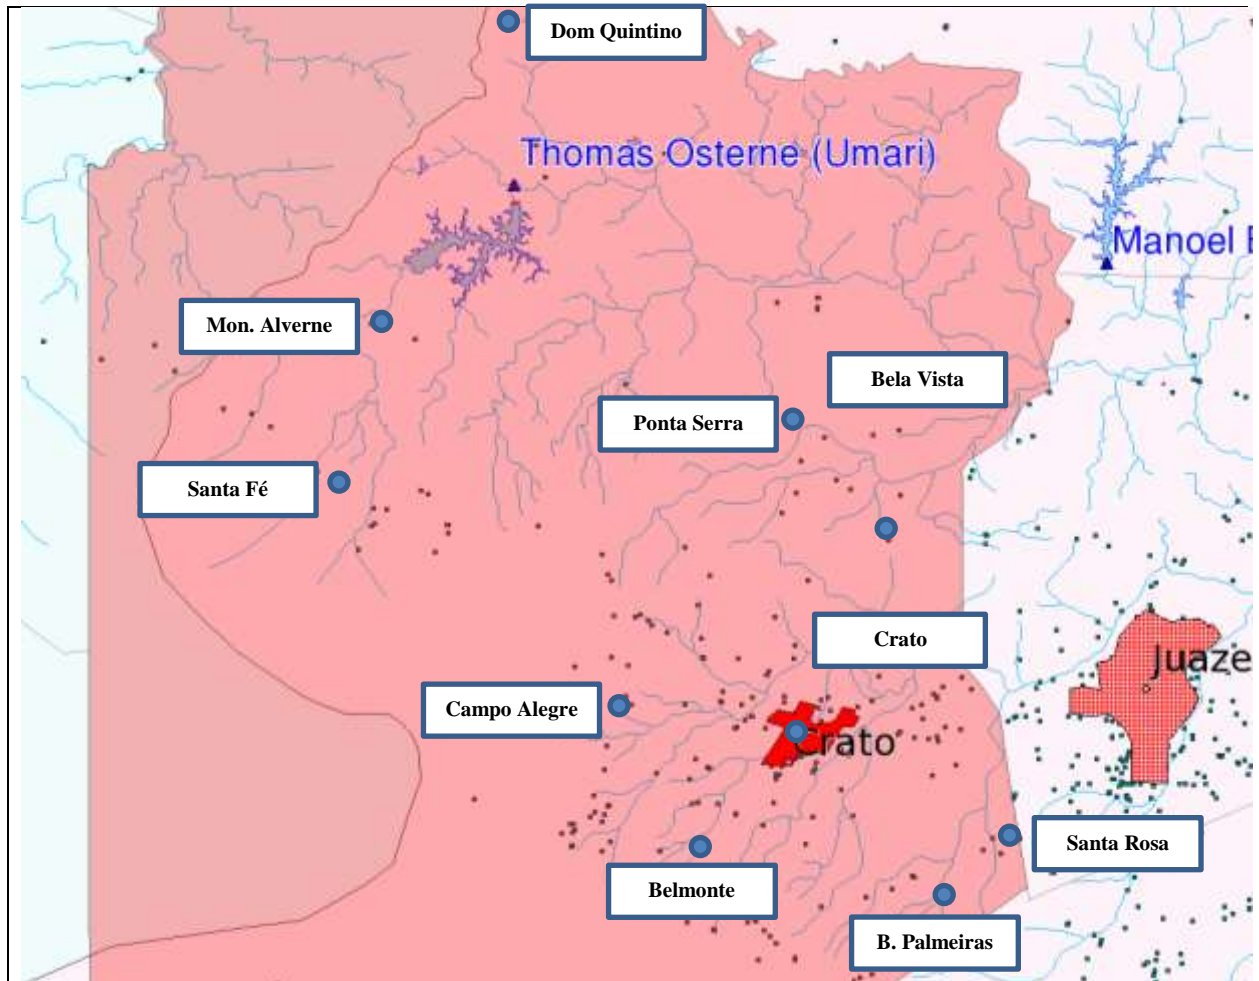 Dom Quintino
Thomas Osterne (Umari)
Manoel
Mon. Alverne
Bela Vista
Ponta Serra
Santa Fé
Crato
Juaze
Campo Alegre
Crato
Santa Rosa
Belmonte
B. Palmeiras